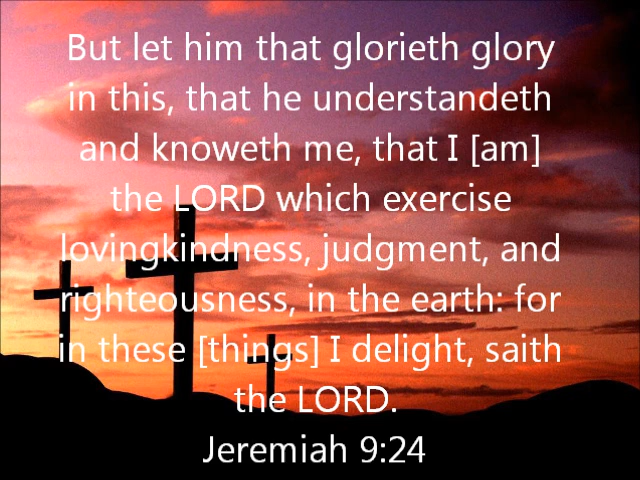 But let him that glorieth glory
in this, that he understandeth
and knoweth me, that I [am]
the LORD which exercise
lovingkindness, judgment, and
righteousness, in the earth: for
in these [things] I delight, saith
the LORD.
Jeremiah 9:24